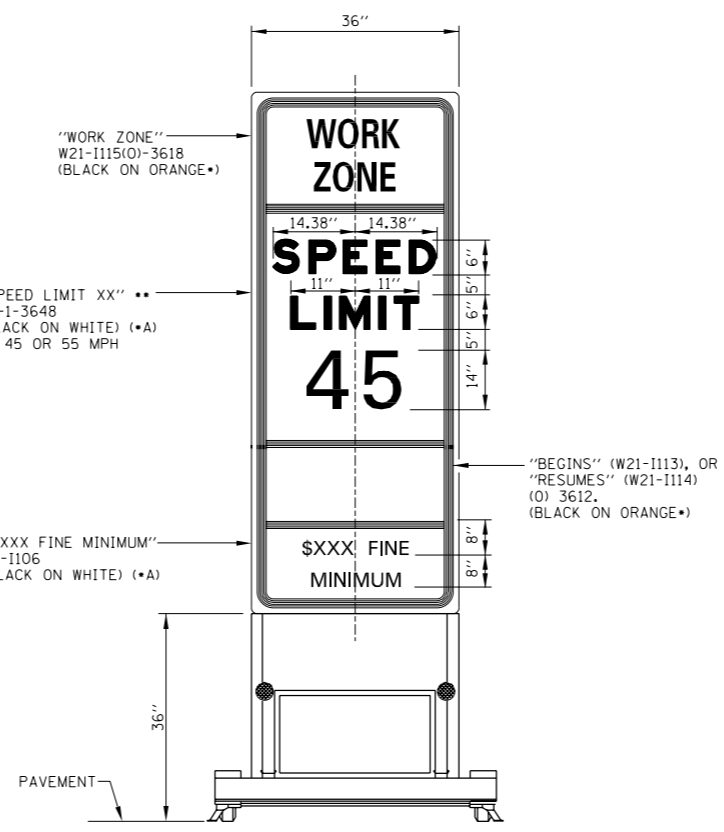 36"
"WORK ZONE"
W21-I115(O)-3618
(BLACK ON ORANGE•)
WORK
ZONE
14.38" 14.38"
SPEED
6"
11" 11"
5"
LIMIT
6"
5"
45
14"
PEED LIMIT XX" ••
-1-3648
LACK ON WHITE) (•A)
45 OR 55 MPH
"BEGINS" (W21-I113), OR
"RESUMES" (W21-I114)
(O) 3612.
(BLACK ON ORANGE•)
XXX FINE MINIMUM"
-I106
LACK ON WHITE) (•A)
$XXX FINE
8"
MINIMUM
8"
36"
PAVEMENT